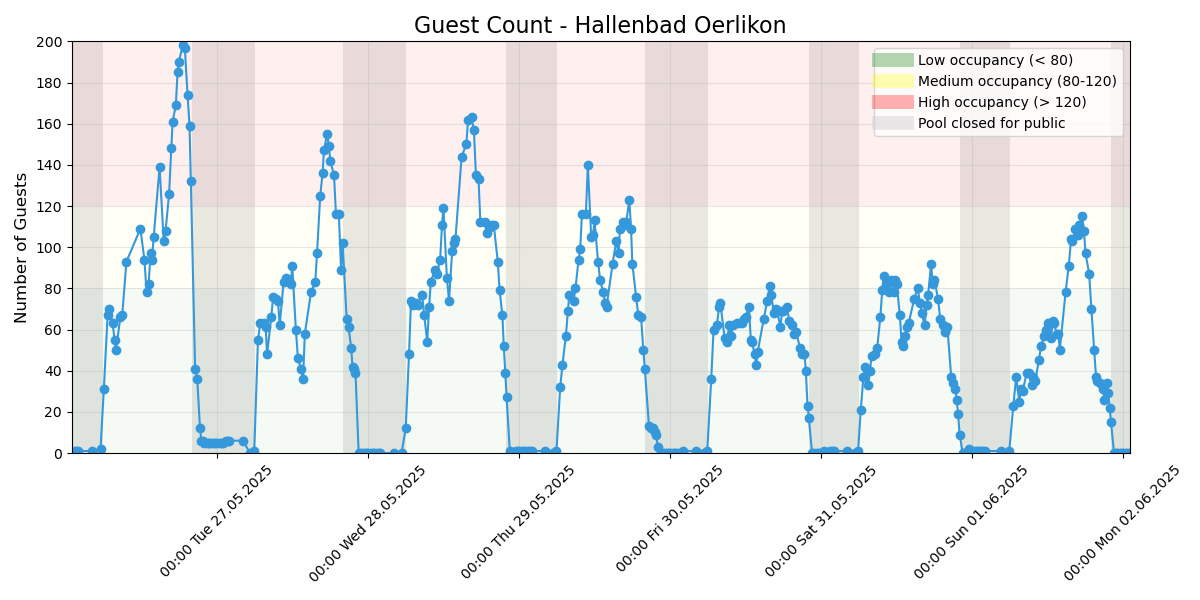 Guest Count - Hallenbad Oerlikon
Number of Guests
200
180
160
140
120
100
80
60
40
20
0
Low occupancy (< 80)
Medium occupancy (80-120)
High occupancy (> 120)
Pool closed for public
00:00 Tue 27.05.2025
00:00 Wed 28.05.2025
00:00 Thu 29.05.2025
00:00 Fri 30.05.2025
00:00 Sat 31.05.2025
00:00 Sun 01.06.2025
00:00 Mon 02.06.2025